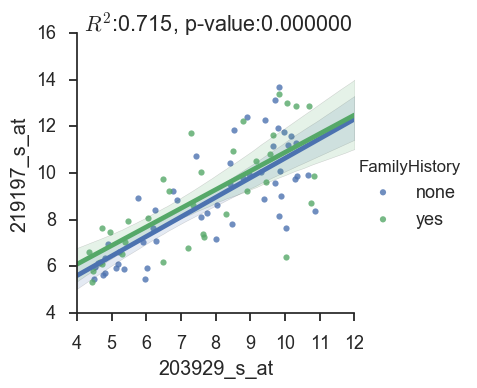 R²:0.715, p-value:0.000000
16
14
12
10
8
6
4
219197_s_at
4 5 6 7 8 9 10 11 12
203929_s_at
FamilyHistory
none
yes